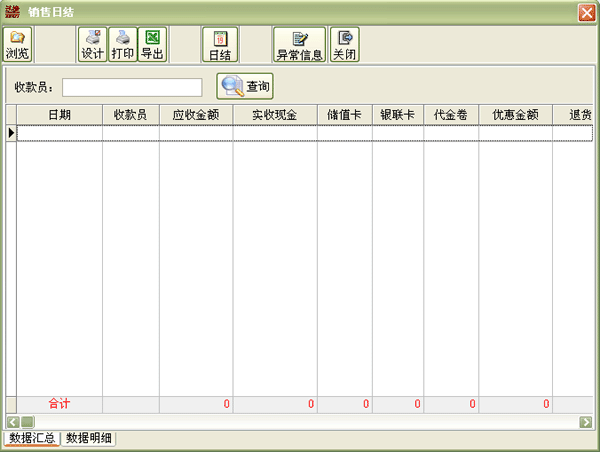 销售日结
浏览 设计 打印 导出 19 日结 异常信息 关闭
收款员： 查询
日期 收款员 应收金额 实收现金 储值卡 银联卡 代金卷 优惠金额 退货
合计 0 0 0 0 0 0
数据汇总 数据明细